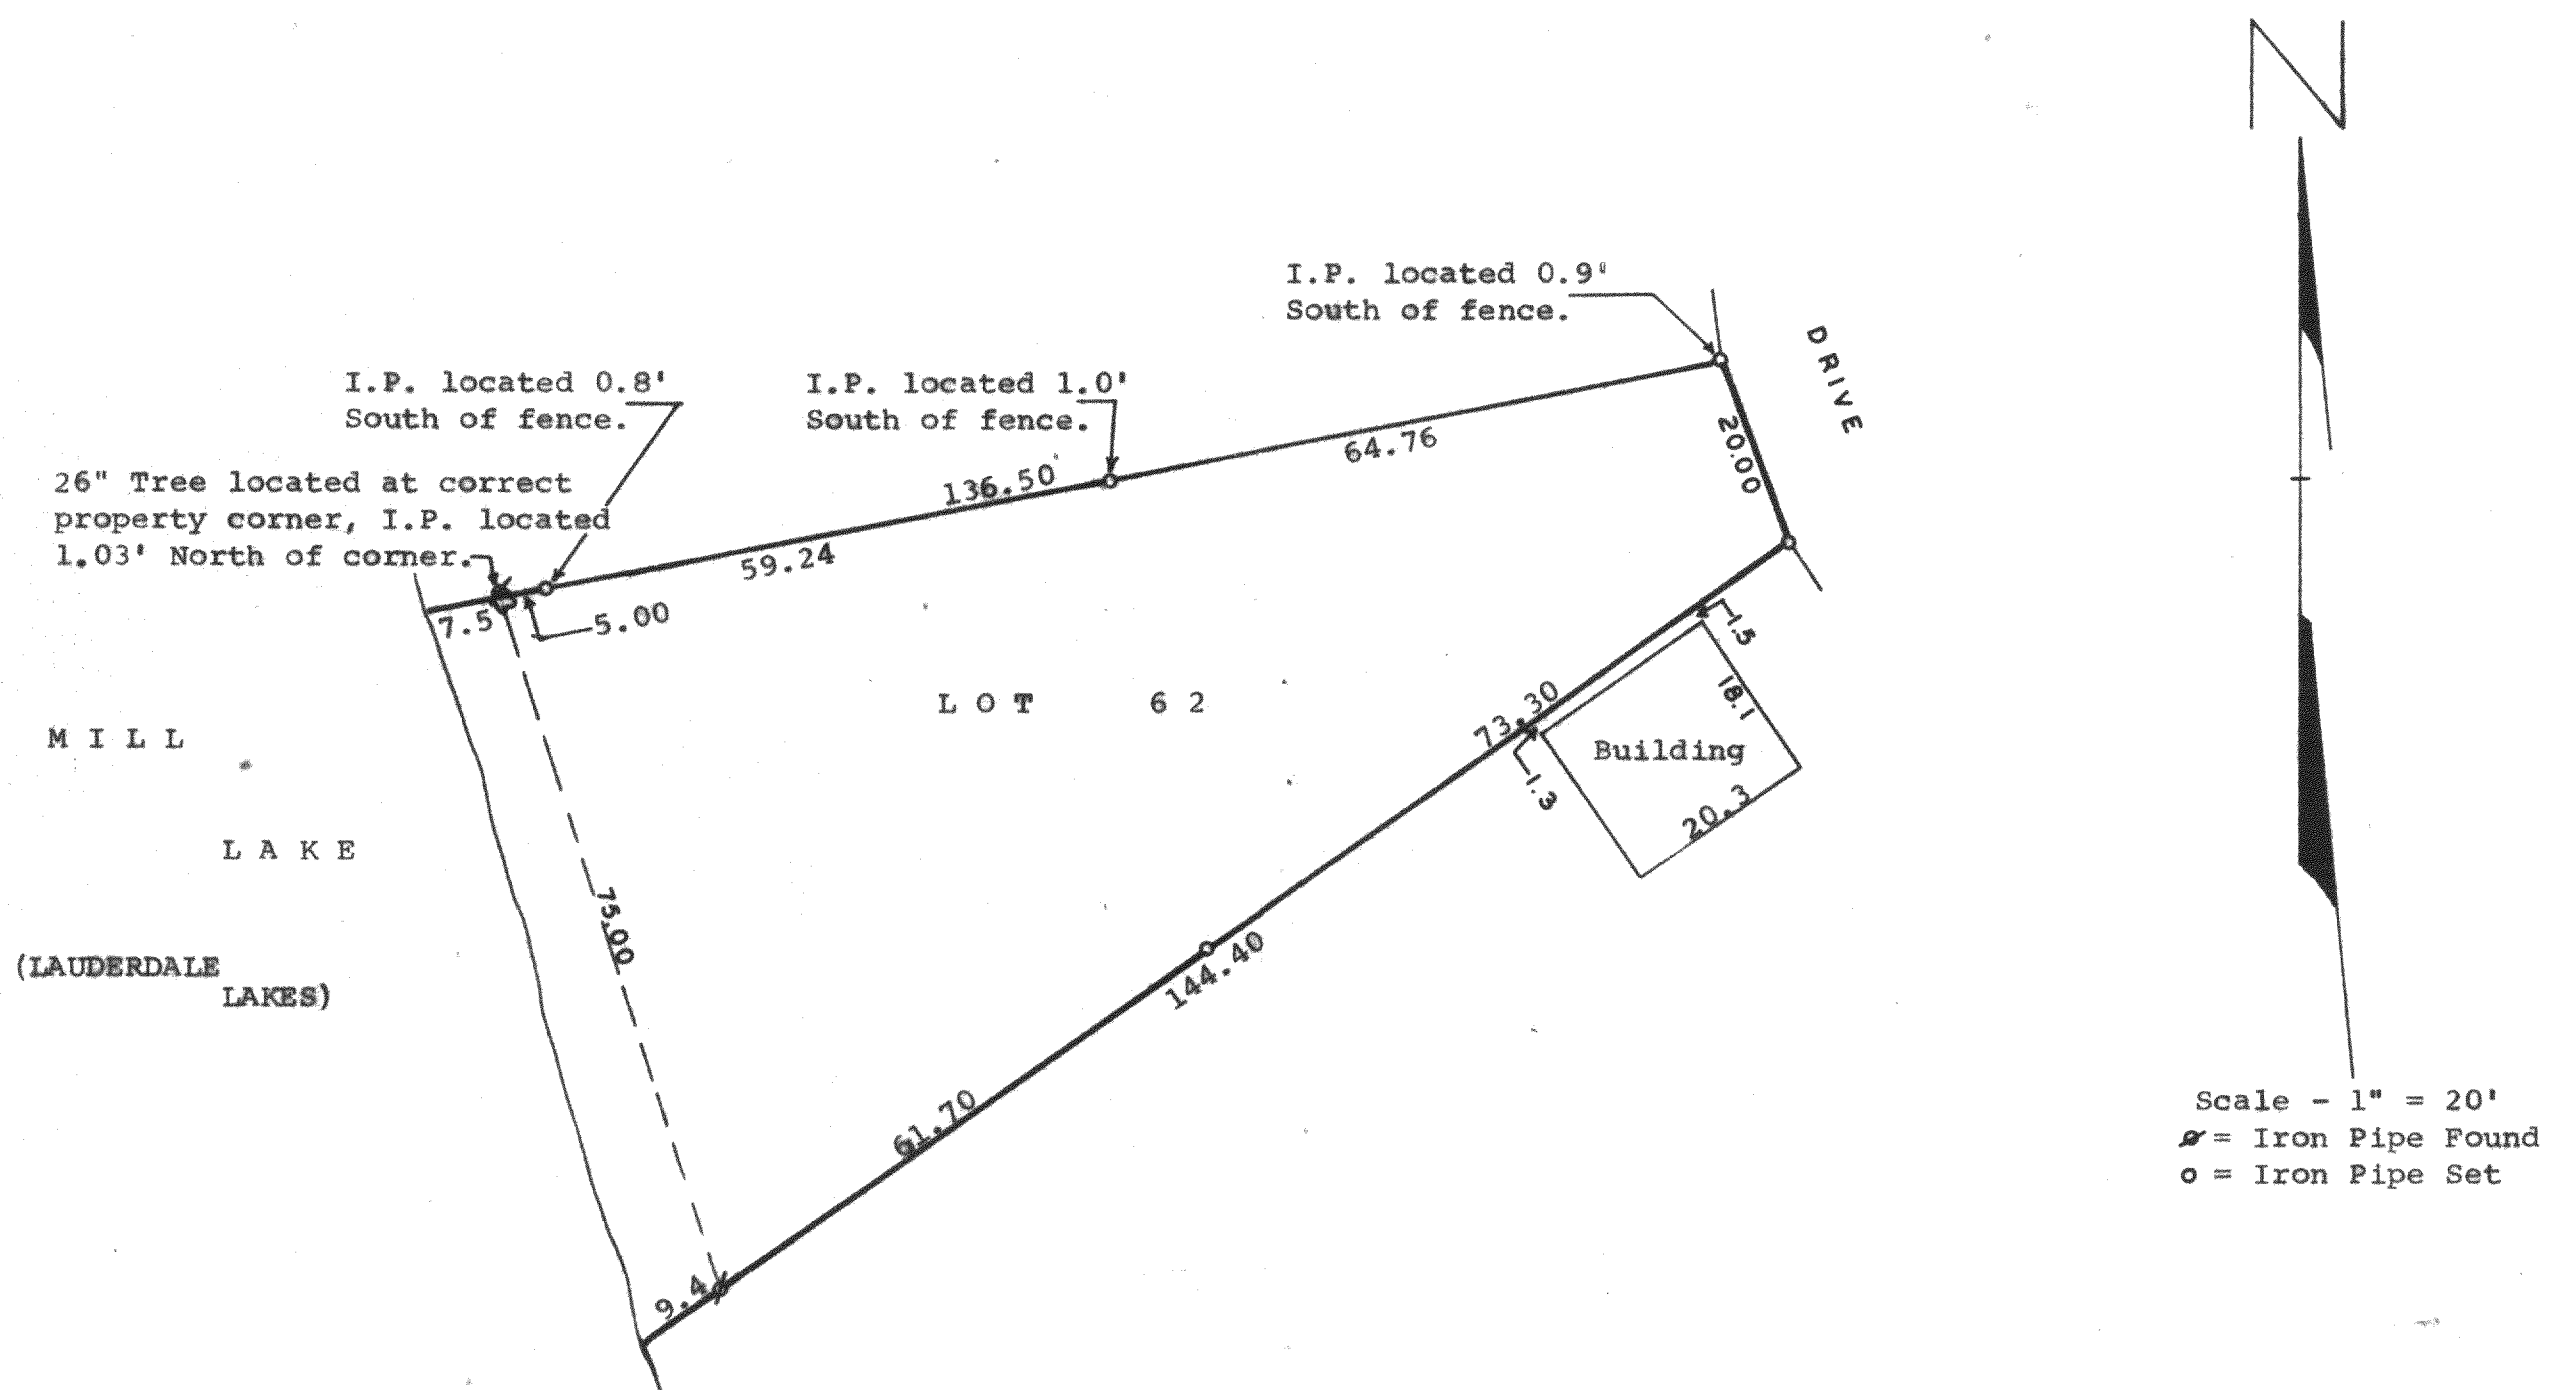 N
I.P. located 0.9'
South of fence.
DRIVE
I.P. located 0.8'
South of fence.
I.P. located 1.0'
South of fence.
64.76
20.00
136.50'
26" Tree located at correct
property corner, I.P. located
1.03' North of corner.
59.24
7.5
5.00
1.5
LOT 62
18.1
73.30
MILL
Building
1.3
20.3
LAKE
75.00
144.40
(LAUDERDALE
LAKES)
61.70
9.4
Scale - 1" = 20'
= Iron Pipe Found
o = Iron Pipe Set